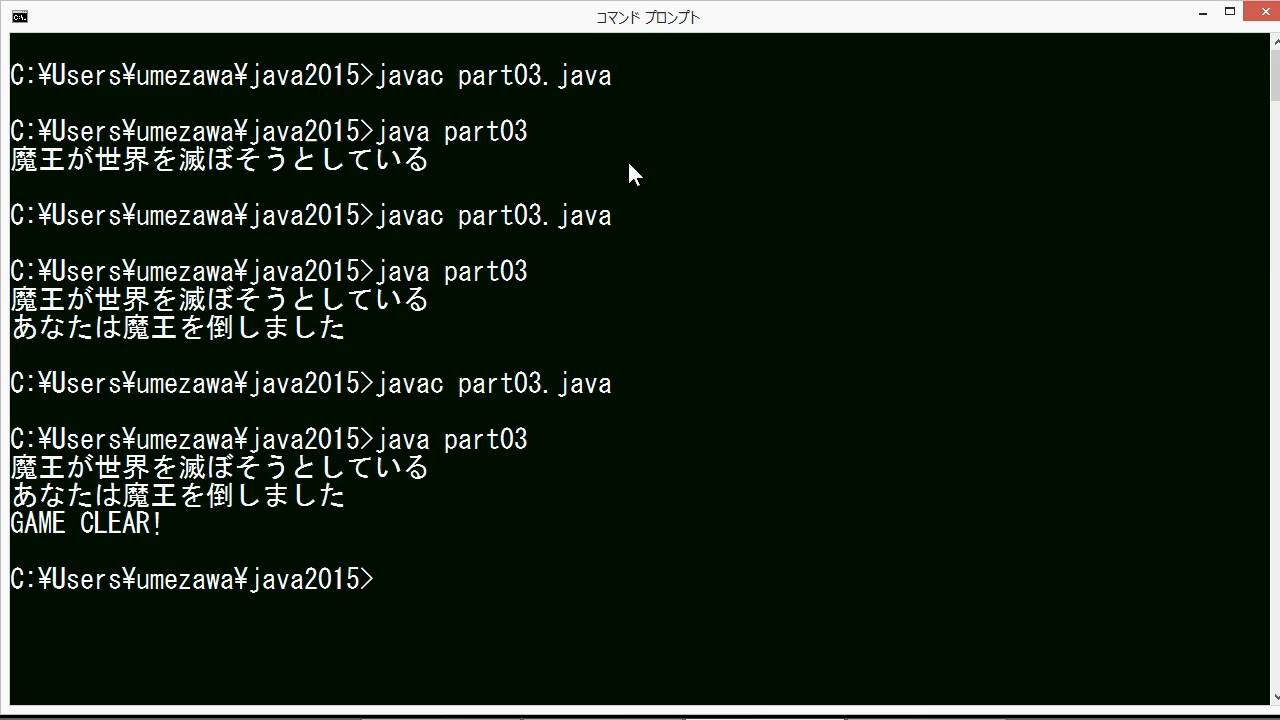 コマンド プロンプト
C:¥Users¥umezawa¥java2015>javac part03.java
C:¥Users¥umezawa¥java2015>java part03
魔王が世界を滅ぼそうとしている
C:¥Users¥umezawa¥java2015>javac part03.java
C:¥Users¥umezawa¥java2015>java part03
魔王が世界を滅ぼそうとしている
あなたは魔王を倒しました
C:¥Users¥umezawa¥java2015>javac part03.java
C:¥Users¥umezawa¥java2015>java part03
魔王が世界を滅ぼそうとしている
あなたは魔王を倒しました
GAME CLEAR!
C:¥Users¥umezawa¥java2015>